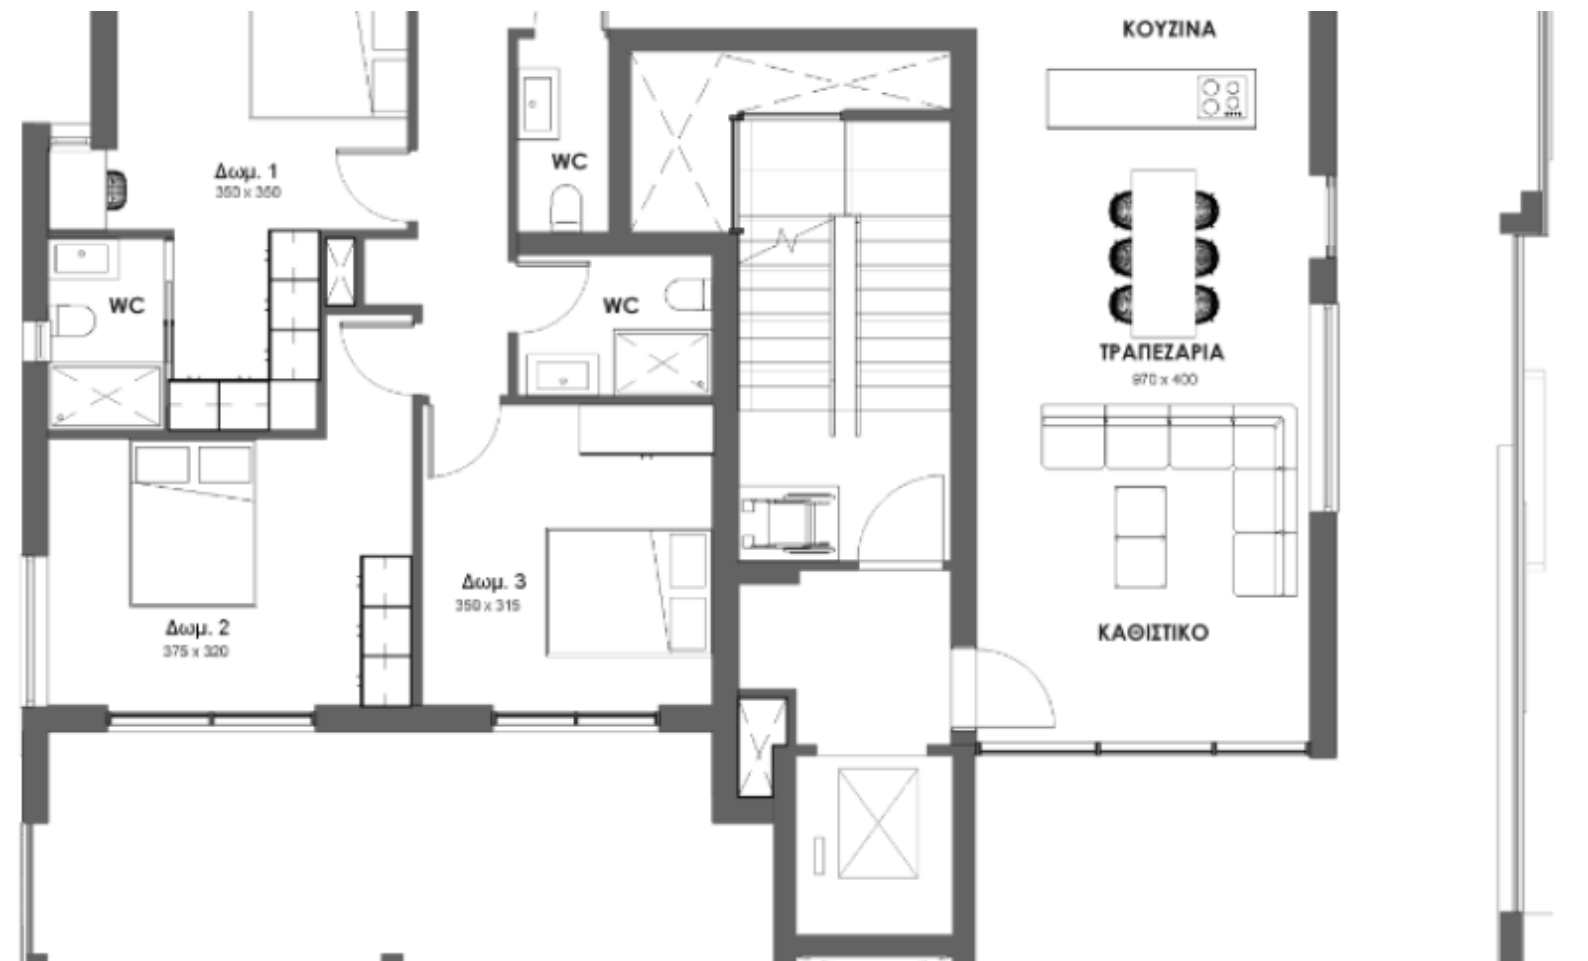 ΚΟΥΖΙΝΑ
WC
Δωμ. 1
350 x 350
WC
WC
ΤΡΑΠΕΖΑΡΙΑ
970 x 400
Δωμ. 3
350 x 315
Δωμ. 2
375 x 320
ΚΑΘΙΣΤΙΚΟ